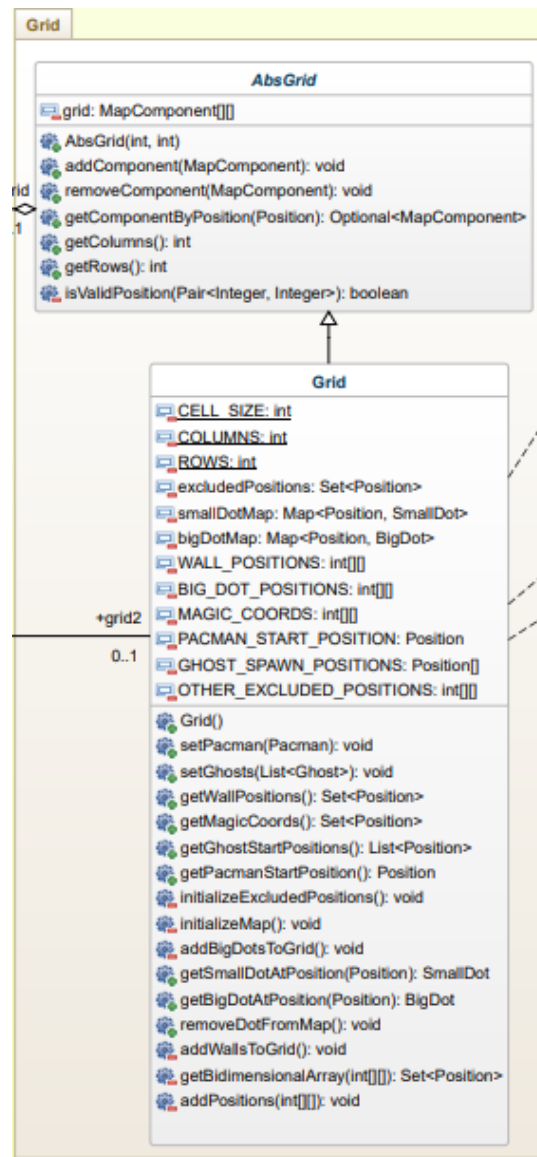 Grid
AbsGrid
grid: MapComponent[][]
AbsGrid(int, int)
addComponent(MapComponent): void
rid
removeComponent(MapComponent): void
.1
getComponentByPosition(Position): Optional<MapComponent>
getColumns(): int
getRows(): int
isValidPosition(Pair<Integer, Integer>): boolean
Grid
CELL_SIZE: int
COLUMNS: int
ROWS: int
excludedPositions: Set<Position>
smallDotMap: Map<Position, SmallDot>
bigDotMap: Map<Position, BigDot>
WALL_POSITIONS: int[][]
BIG_DOT_POSITIONS: int[][]
MAGIC_COORDS: int[][]
+grid2
PACMAN_START_POSITION: Position
0..1
GHOST_SPAWN_POSITIONS: Position[]
OTHER_EXCLUDED_POSITIONS: int[][]
Grid()
setPacman(Pacman): void
setGhosts(List<Ghost>): void
getWallPositions(): Set<Position>
getMagicCoords(): Set<Position>
getGhostStartPositions(): List<Position>
getPacmanStartPosition(): Position
initializeExcludedPositions(): void
initializeMap(): void
addBigDotsToGrid(): void
getSmallDotAtPosition(Position): SmallDot
getBigDotAtPosition(Position): BigDot
removeDotFromMap(): void
addWallsToGrid(): void
getBidimensionalArray(int[][]): Set<Position>
addPositions(int[][]): void